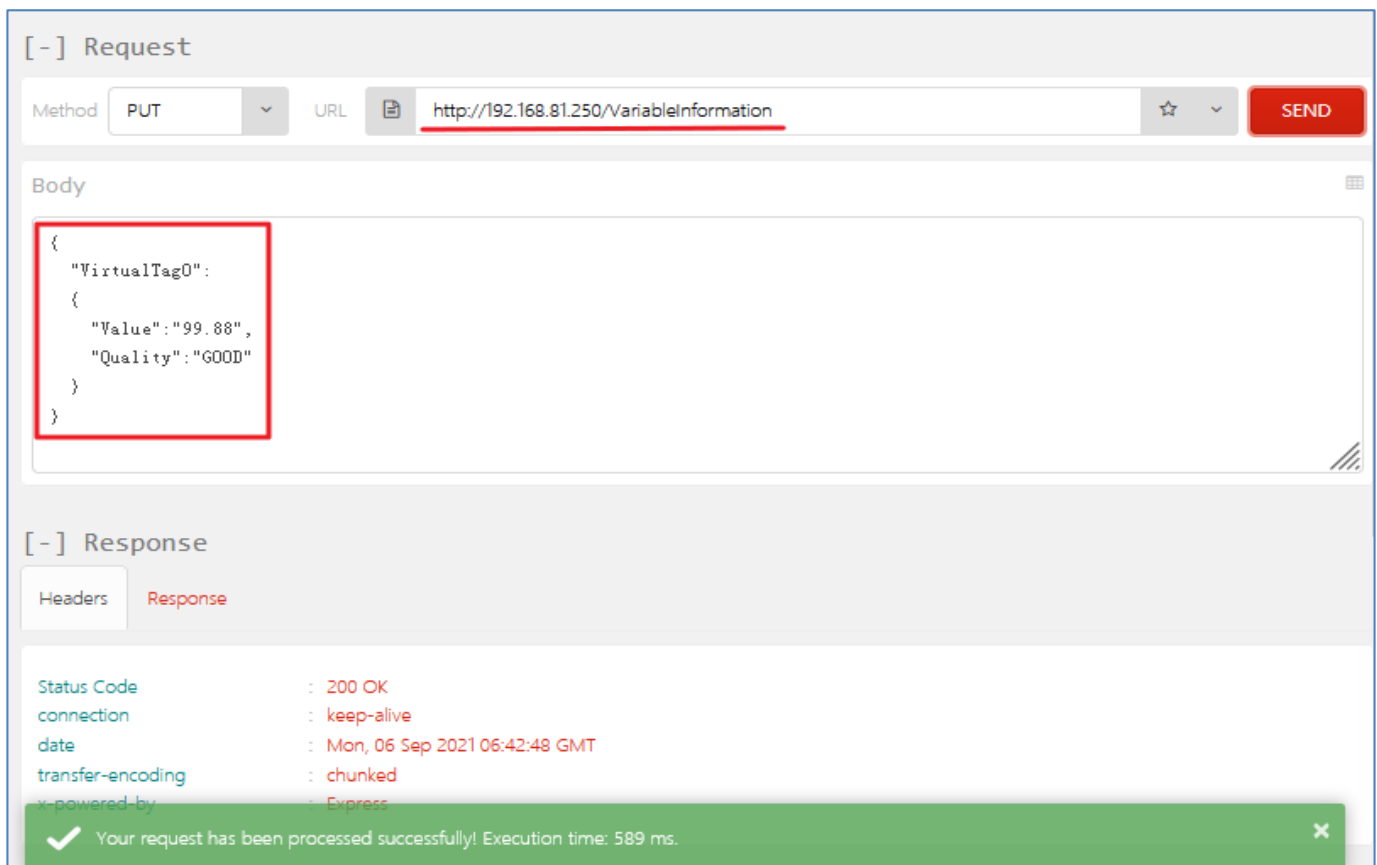 [-] Request
Method PUT URL http://192.168.81.250/VariableInformation SEND
Body
{
"VirtualTag0":
{
"Value":"99.88",
"Quality":"GOOD"
}
}
[-] Response
Headers Response
Status Code : 200 OK
connection : keep-alive
date : Mon, 06 Sep 2021 06:42:48 GMT
transfer-encoding : chunked
x-powered-by : Express
Your request has been processed successfully! Execution time: 589 ms.